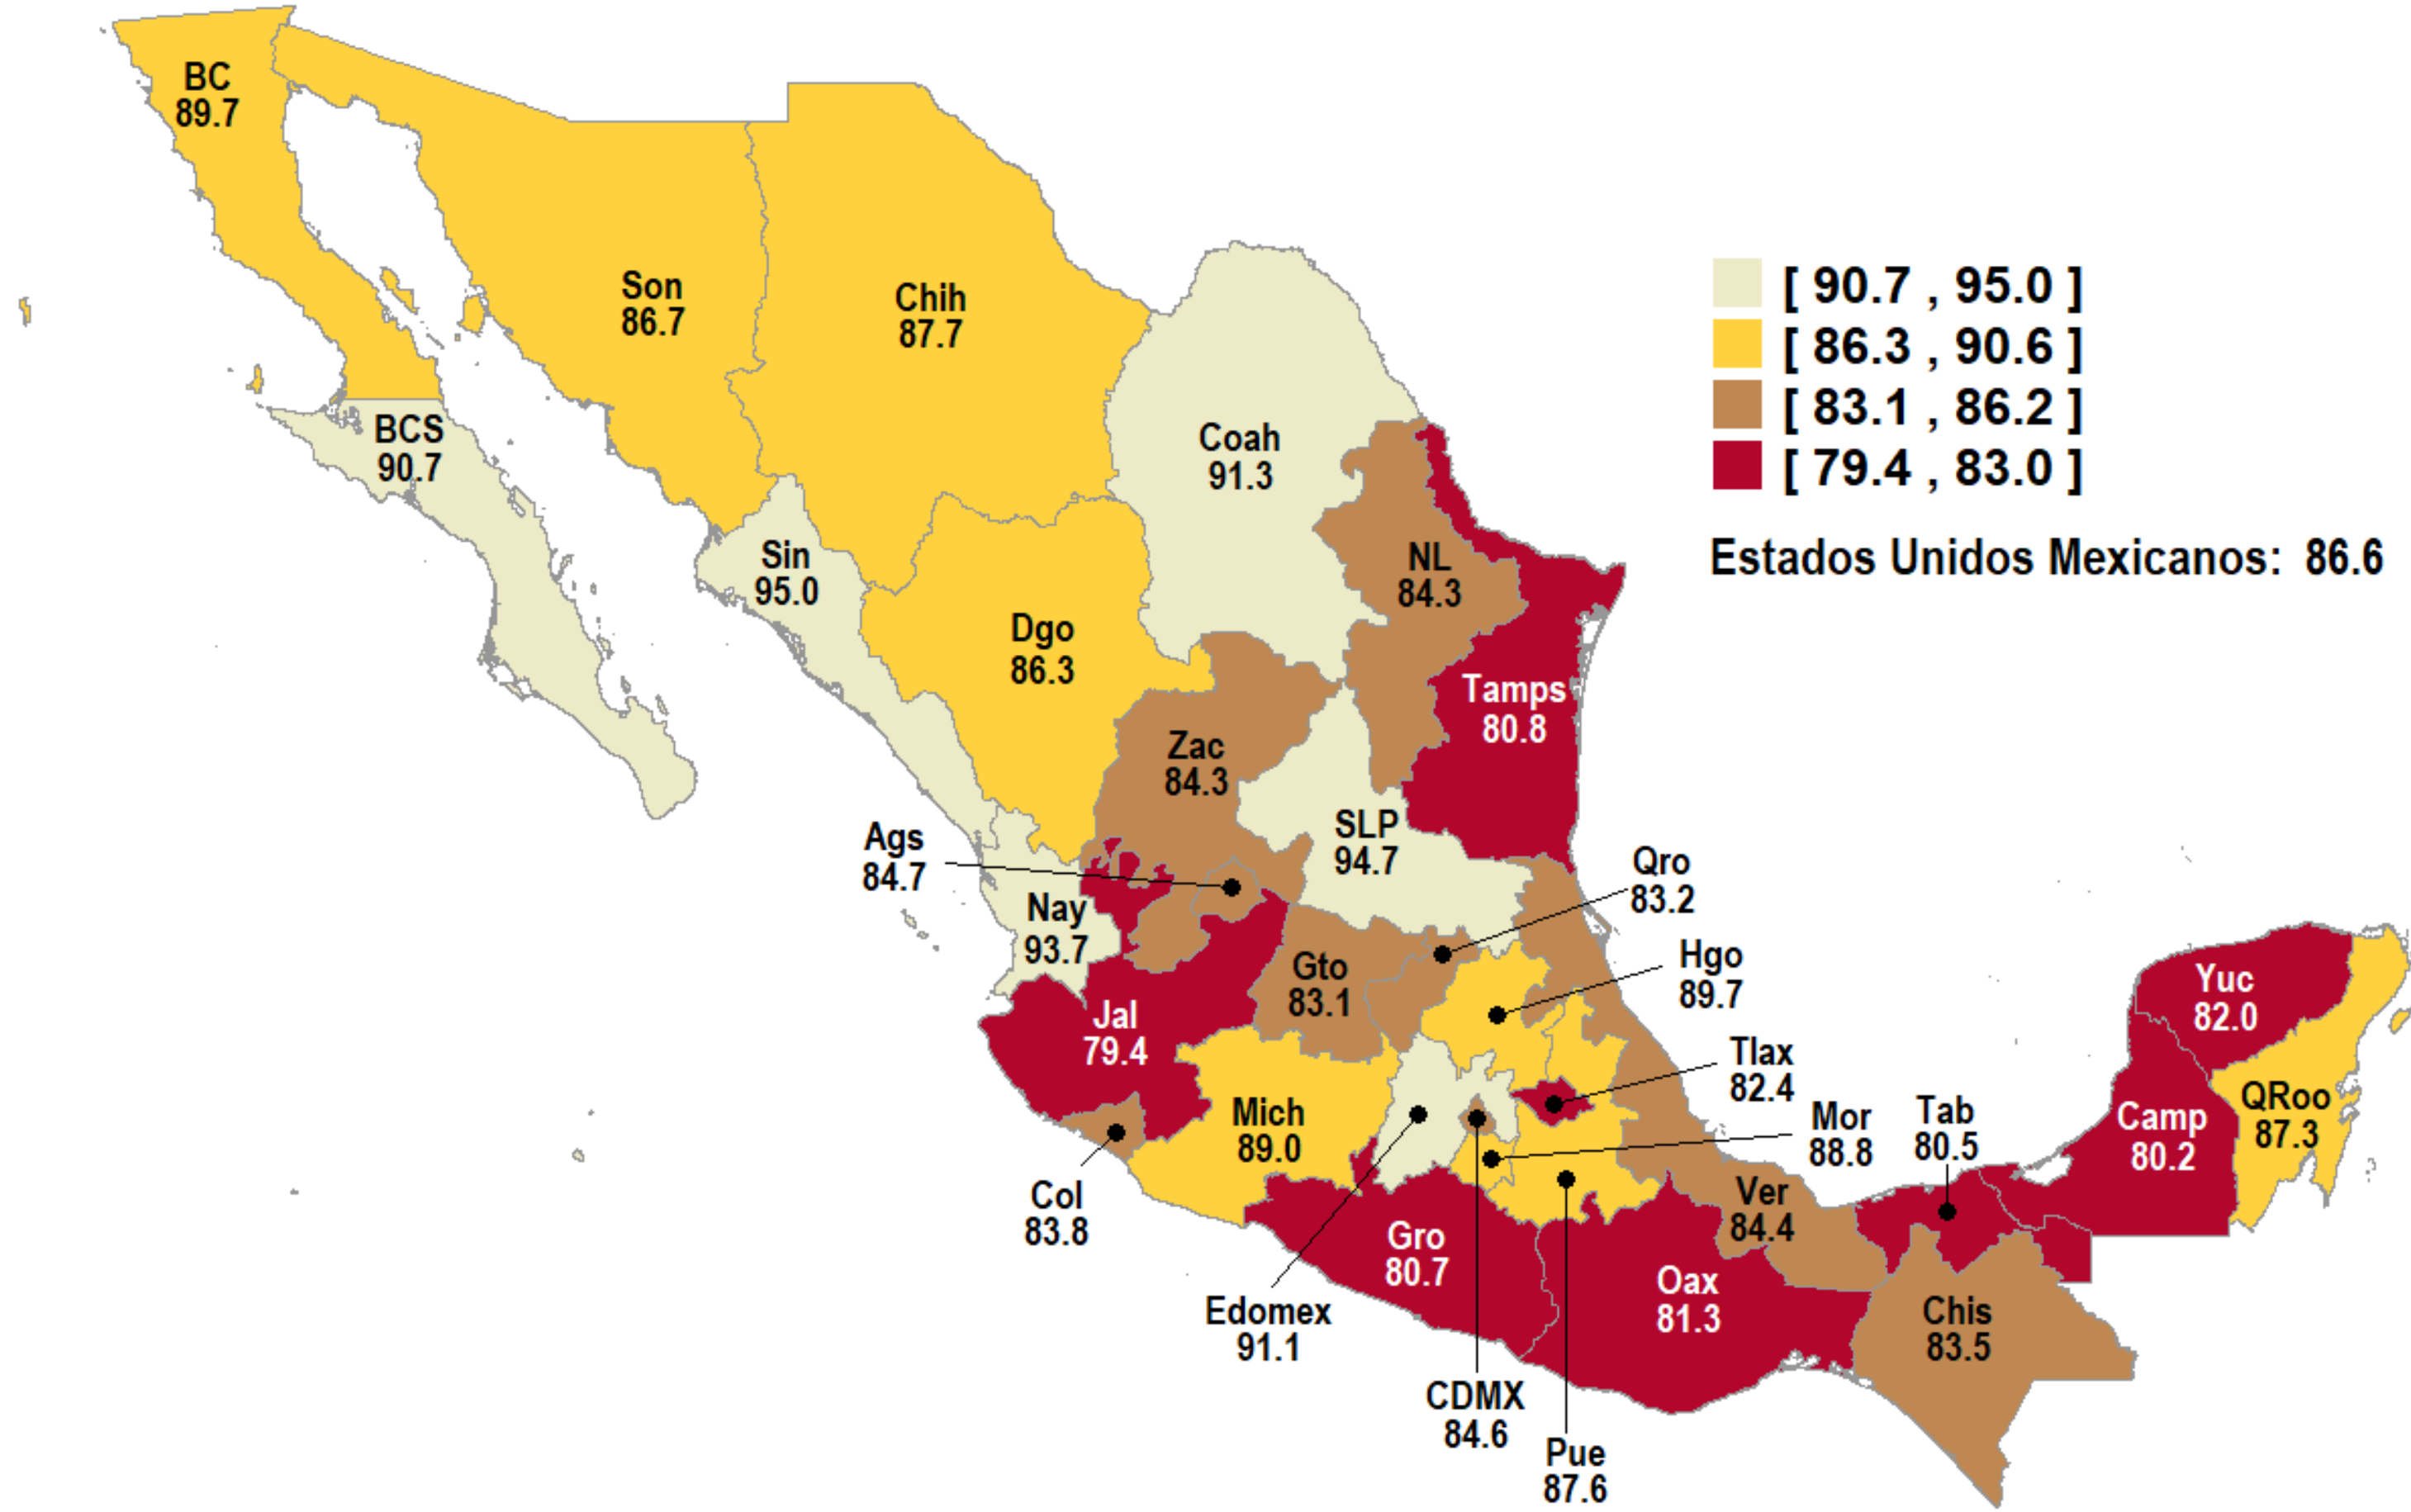 BC
89.7
Son
86.7
Chih
87.7
[ 90.7 , 95.0 ]
[ 86.3 , 90.6 ]
[ 83.1 , 86.2 ]
[ 79.4 , 83.0 ]
Estados Unidos Mexicanos: 86.6
BCS
90.7
Coah
91.3
Sin
95.0
NL
84.3
Dgo
86.3
Tamps
80.8
Zac
84.3
SLP
94.7
Ags
84.7
Qro
83.2
Nay
93.7
Hgo
89.7
Gto
83.1
Yuc
82.0
Jal
79.4
Tlax
82.4
Mich
89.0
Mor
88.8
Tab
80.5
Camp
80.2
QRoo
87.3
Col
83.8
Ver
84.4
Gro
80.7
Oax
81.3
Edomex
91.1
Chis
83.5
CDMX
84.6
Pue
87.6